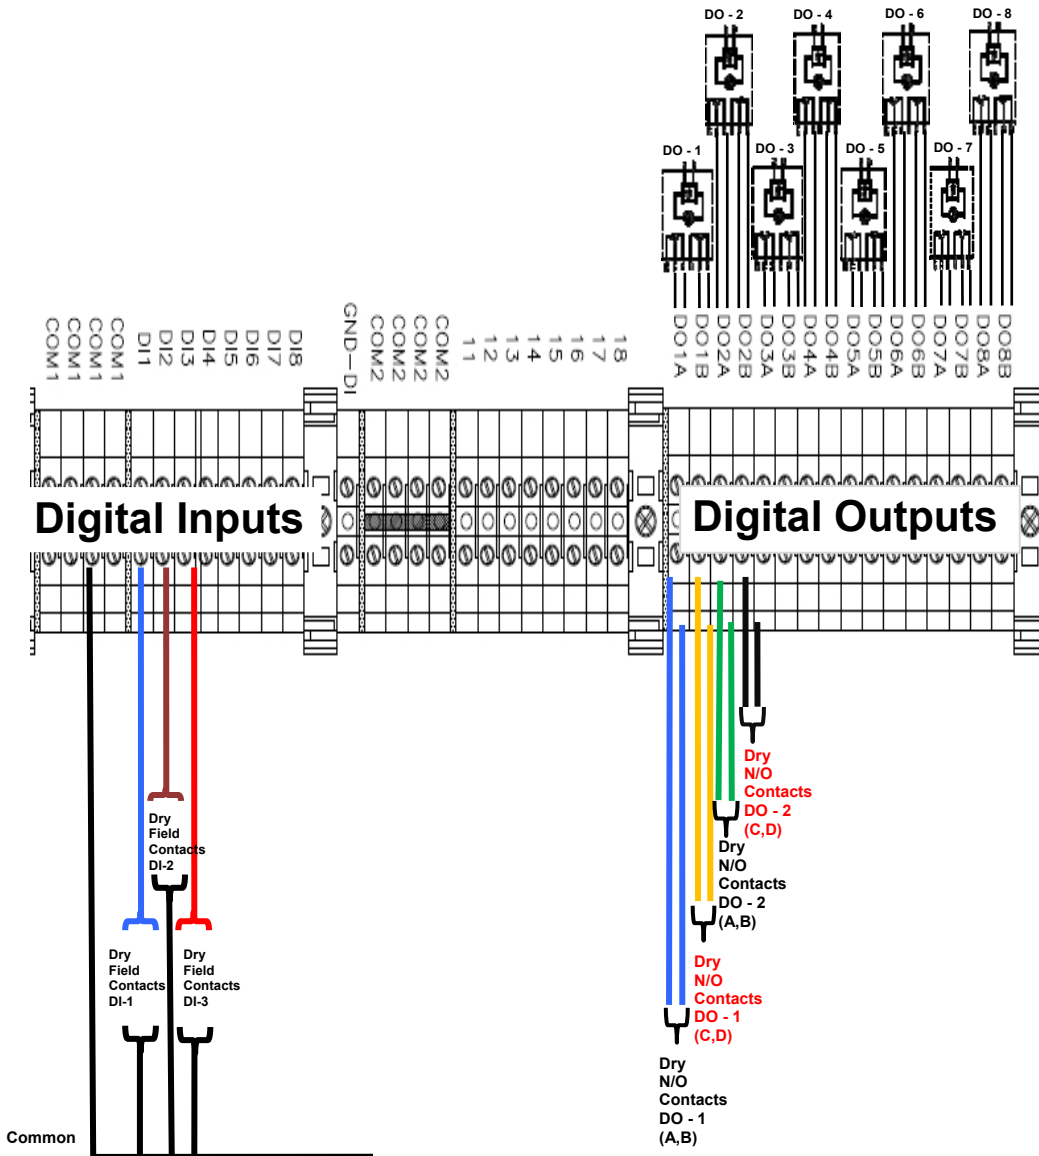 DO - 2
DO - 4
DO - 6
DO - 8
DO - 1
DO - 3
DO - 5
DO - 7
COM1
COM1
COM1
COM1
DI1
DI2
DI3
DI4
DI5
DI6
DI7
DI8
GND-DI
COM2
COM2
COM2
COM2
11
12
13
14
15
16
17
18
DO1A
DO1B
DO2A
DO2B
DO3A
DO3B
DO4A
DO4B
DO5A
DO5B
DO6A
DO6B
DO7A
DO7B
DO8A
DO8B
Digital Inputs
Digital Outputs
Dry
N/O
Contacts
DO - 2
(C,D)
Dry
Field
Contacts
DI-2
Dry
N/O
Contacts
DO - 2
(A,B)
Dry
Field
Contacts
DI-1
Dry
Field
Contacts
DI-3
Dry
N/O
Contacts
DO - 1
(C,D)
Dry
N/O
Contacts
DO - 1
(A,B)
Common